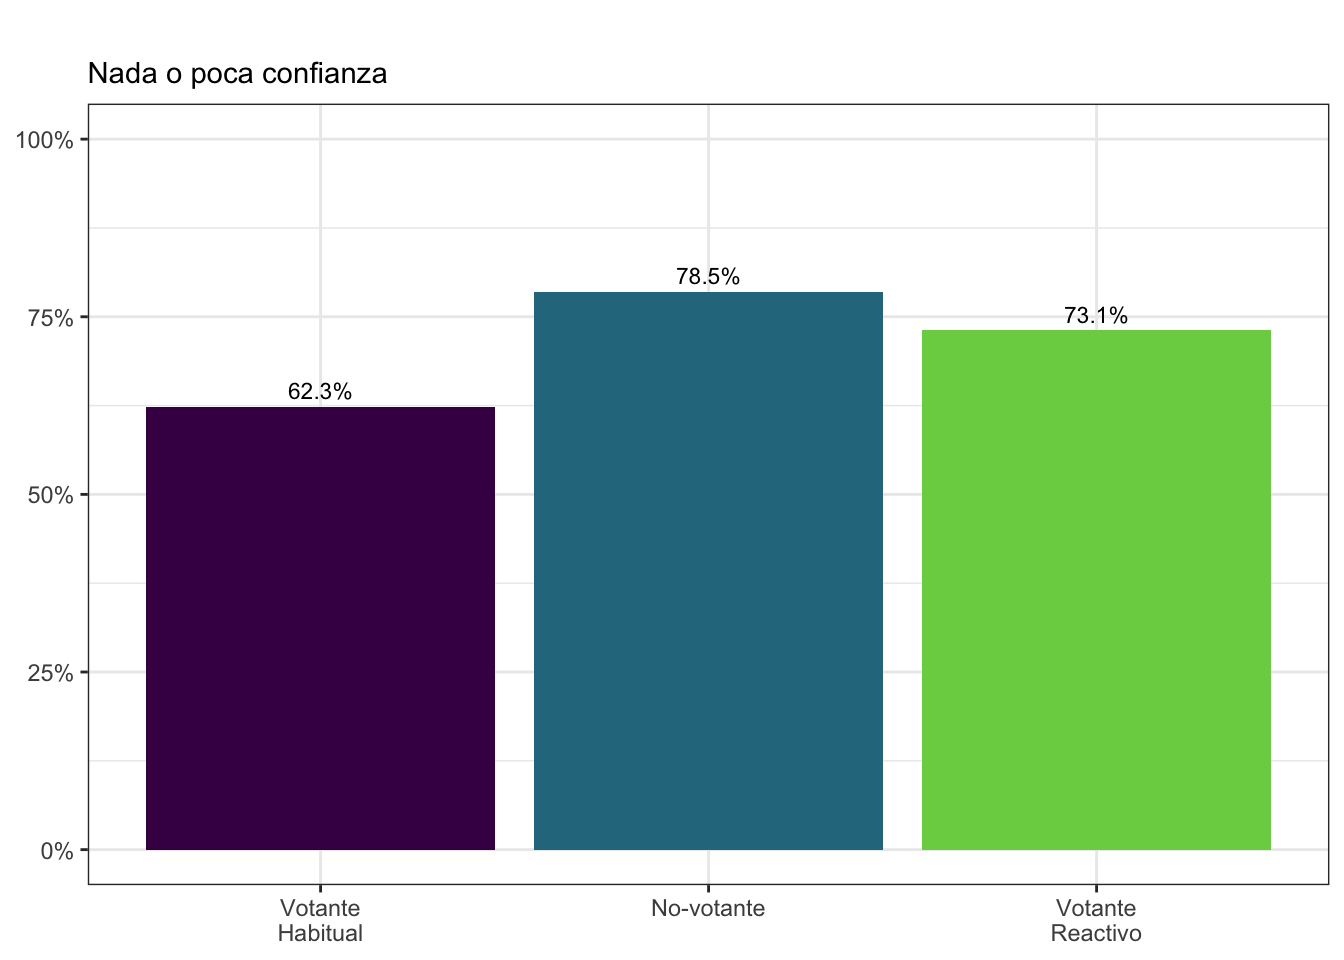 Nada o poca confianza
100%
75%
50%
25%
0%
62.3%
78.5%
73.1%
Votante
Habitual
No-votante
Votante
Reactivo